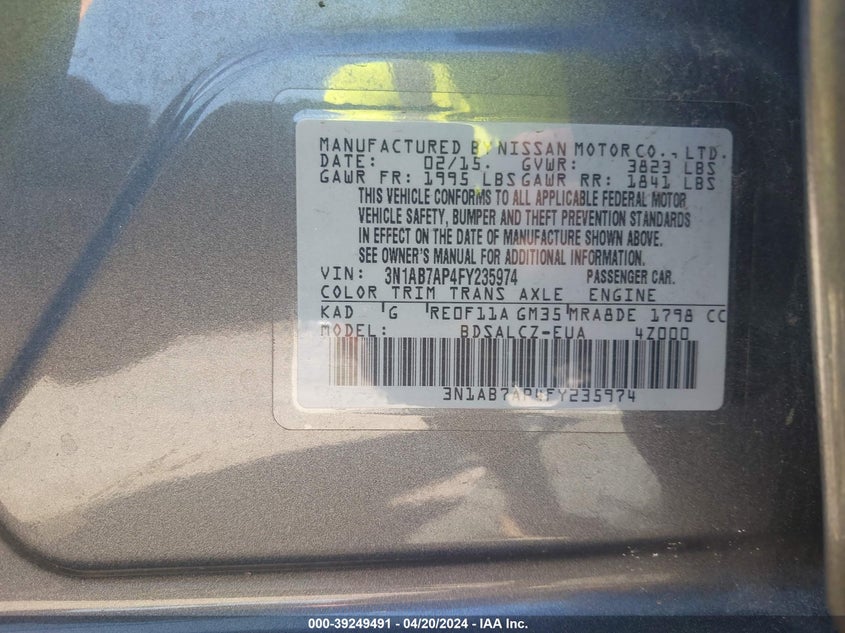 MANUFACTURED BY NISSAN MOTOR CO., LTD.
DATE: 02/15. GVWR: 3823 LBS
GAWR FR: 1995 LBS GAWR RR: 1841 LBS
THIS VEHICLE CONFORMS TO ALL APPLICABLE FEDERAL MOTOR
VEHICLE SAFETY, BUMPER AND THEFT PREVENTION STANDARDS
IN EFFECT ON THE DATE OF MANUFACTURE SHOWN ABOVE.
SEE OWNER'S MANUAL FOR ADDITIONAL INFORMATION.
VIN: 3N1AB7AP4FY235974 PASSENGER CAR.
COLOR TRIM TRANS AXLE ENGINE
KAD G RE0F11A GM35 MRA8DE 1798 CC
MODEL: BDSALCZ-EUA 4Z000
3N1AB7AP4FY235974
000-39249491 - 04/20/2024 - IAA Inc.